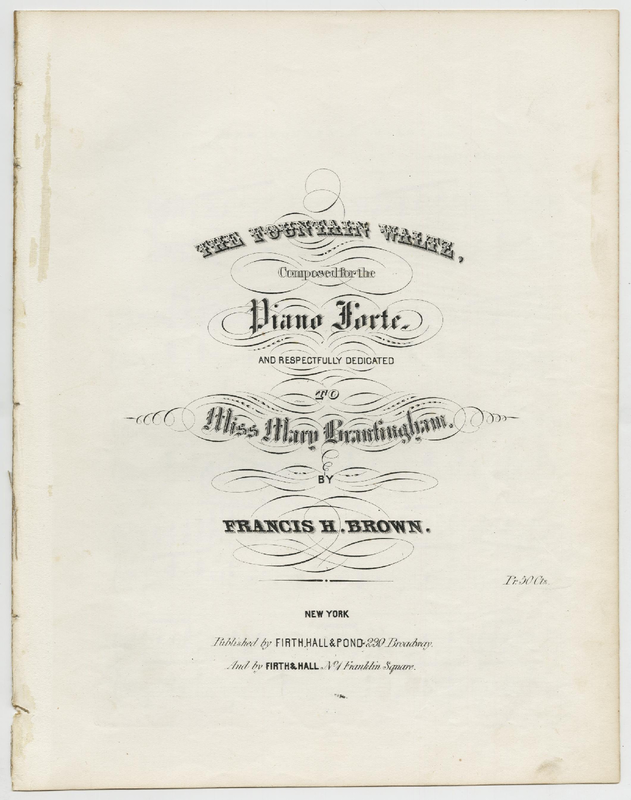 THE FOUNTAIN WALTZ,
Composed for the
Piano Forte.
AND RESPECTFULLY DEDICATED
TO
Miss Mary Brantingham.
BY
FRANCIS H. BROWN.
Pr. 50 Cts.
NEW YORK
Published by FIRTH, HALL & POND 239 Broadway.
And by FIRTH & HALL No. 1 Franklin Square.